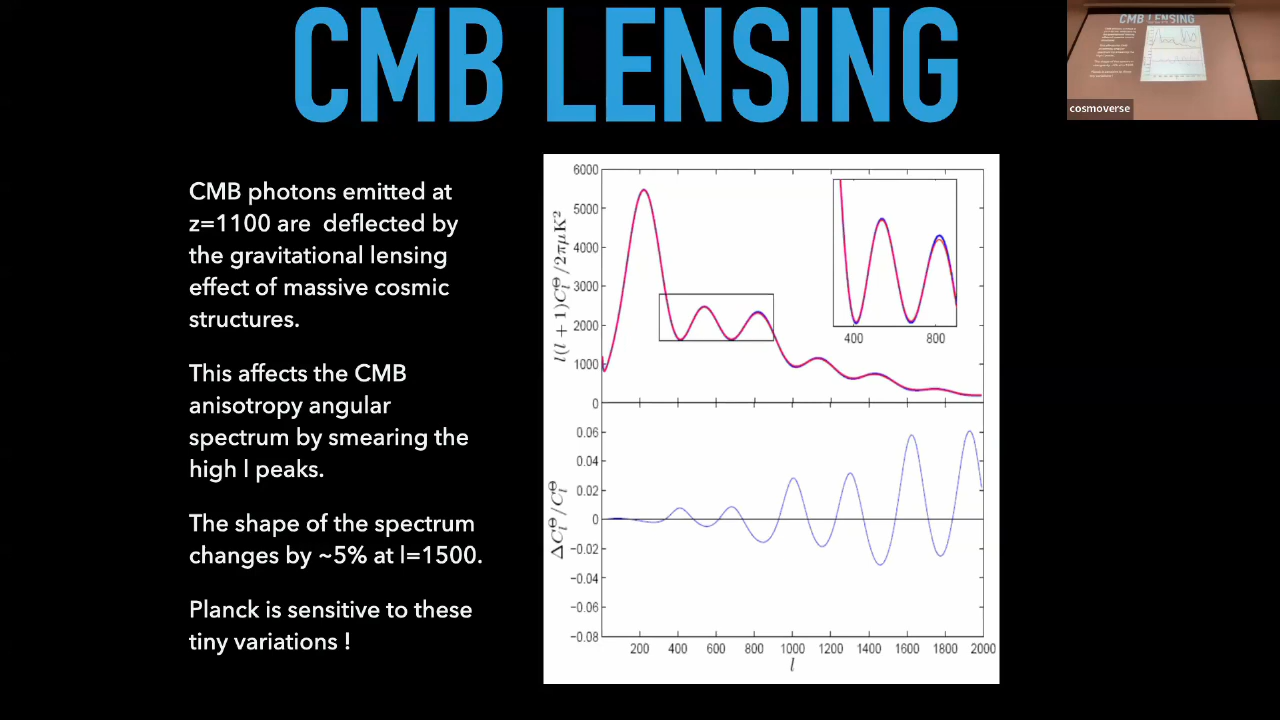 CMB LENSING
CMB photons emitted at
z=1100 are deflected by
the gravitational lensing
effect of massive cosmic
structures.
This affects the CMB
anisotropy angular
spectrum by smearing the
high l peaks.
The shape of the spectrum
changes by ~5% at l=1500.
Planck is sensitive to these
tiny variations !
l(l + 1)C_l^Θ/2πμK²
6000
5000
4000
3000
2000
1000
0
400 800
ΔC_l^Θ/C_l^Θ
0.06
0.04
0.02
0
−0.02
−0.04
−0.06
−0.08
200 400 600 800 1000 1200 1400 1600 1800 2000
l
CMB LENSING
cosmoverse